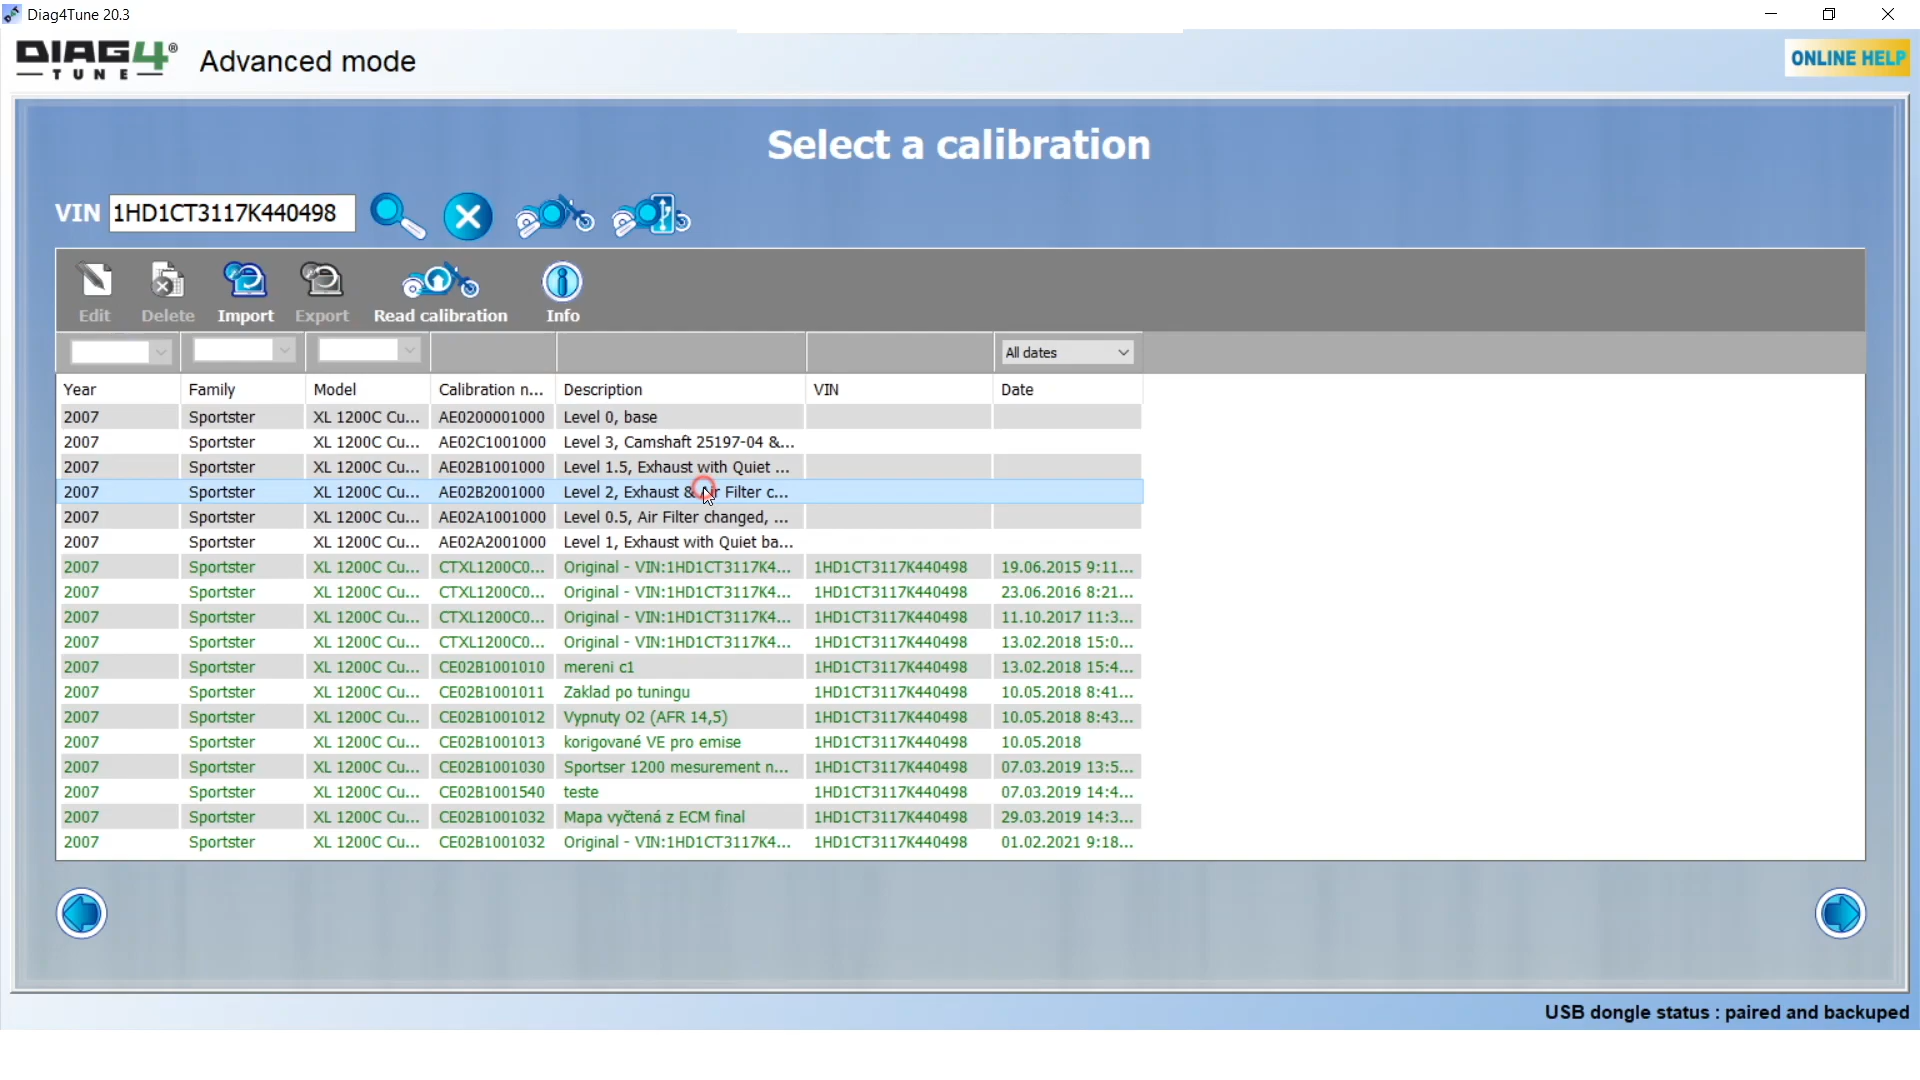 Diag4Tune 20.3
DIAG4®
TUNE
Advanced mode
ONLINE HELP
Select a calibration
VIN 1HD1CT3117K440498
Edit Delete Import Export Read calibration Info
All dates
Year Family Model Calibration n... Description VIN Date
2007 Sportster XL 1200C Cu... AE0200001000 Level 0, base
2007 Sportster XL 1200C Cu... AE02C1001000 Level 3, Camshaft 25197-04 &...
2007 Sportster XL 1200C Cu... AE02B1001000 Level 1.5, Exhaust with Quiet ...
2007 Sportster XL 1200C Cu... AE02B2001000 Level 2, Exhaust & Air Filter c...
2007 Sportster XL 1200C Cu... AE02A1001000 Level 0.5, Air Filter changed, ...
2007 Sportster XL 1200C Cu... AE02A2001000 Level 1, Exhaust with Quiet ba...
2007 Sportster XL 1200C Cu... CTXL1200C0... Original - VIN:1HD1CT3117K4... 1HD1CT3117K440498 19.06.2015 9:11...
2007 Sportster XL 1200C Cu... CTXL1200C0... Original - VIN:1HD1CT3117K4... 1HD1CT3117K440498 23.06.2016 8:21...
2007 Sportster XL 1200C Cu... CTXL1200C0... Original - VIN:1HD1CT3117K4... 1HD1CT3117K440498 11.10.2017 11:3...
2007 Sportster XL 1200C Cu... CTXL1200C0... Original - VIN:1HD1CT3117K4... 1HD1CT3117K440498 13.02.2018 15:0...
2007 Sportster XL 1200C Cu... CE02B1001010 mereni c1 1HD1CT3117K440498 13.02.2018 15:4...
2007 Sportster XL 1200C Cu... CE02B1001011 Zaklad po tuningu 1HD1CT3117K440498 10.05.2018 8:41...
2007 Sportster XL 1200C Cu... CE02B1001012 Vypnuty O2 (AFR 14,5) 1HD1CT3117K440498 10.05.2018 8:43...
2007 Sportster XL 1200C Cu... CE02B1001013 korigované VE pro emise 1HD1CT3117K440498 10.05.2018
2007 Sportster XL 1200C Cu... CE02B1001030 Sportser 1200 mesurement n... 1HD1CT3117K440498 07.03.2019 13:5...
2007 Sportster XL 1200C Cu... CE02B1001540 teste 1HD1CT3117K440498 07.03.2019 14:4...
2007 Sportster XL 1200C Cu... CE02B1001032 Mapa vyčtená z ECM final 1HD1CT3117K440498 29.03.2019 14:3...
2007 Sportster XL 1200C Cu... CE02B1001032 Original - VIN:1HD1CT3117K4... 1HD1CT3117K440498 01.02.2021 9:18...
USB dongle status : paired and backuped